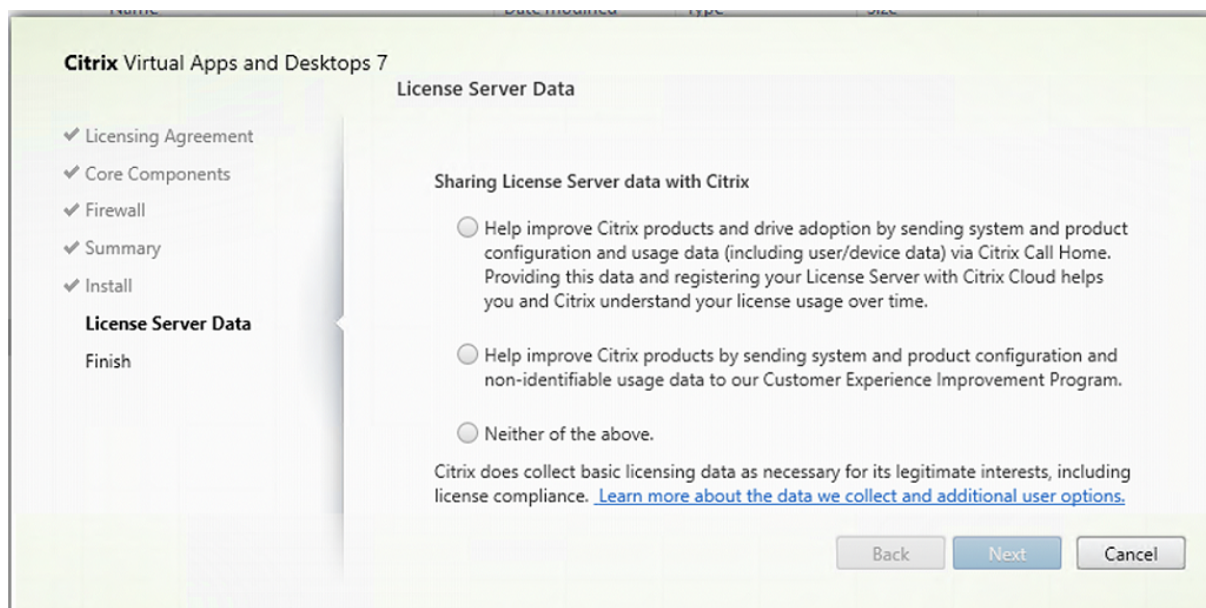 Name Date modified Type Size
Citrix Virtual Apps and Desktops 7
License Server Data
✓ Licensing Agreement
✓ Core Components
✓ Firewall
✓ Summary
✓ Install
License Server Data
Finish
Sharing License Server data with Citrix
Help improve Citrix products and drive adoption by sending system and product
configuration and usage data (including user/device data) via Citrix Call Home.
Providing this data and registering your License Server with Citrix Cloud helps
you and Citrix understand your license usage over time.
Help improve Citrix products by sending system and product configuration and
non-identifiable usage data to our Customer Experience Improvement Program.
Neither of the above.
Citrix does collect basic licensing data as necessary for its legitimate interests, including
license compliance. Learn more about the data we collect and additional user options.
Back Next Cancel